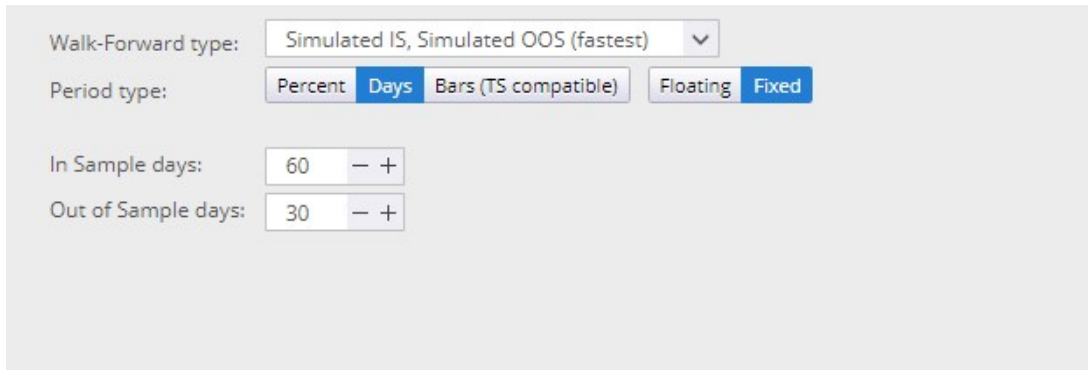 Walk-Forward type: Simulated IS, Simulated OOS (fastest)
Period type: Percent Days Bars (TS compatible) Floating Fixed
In Sample days: 60 − +
Out of Sample days: 30 − +